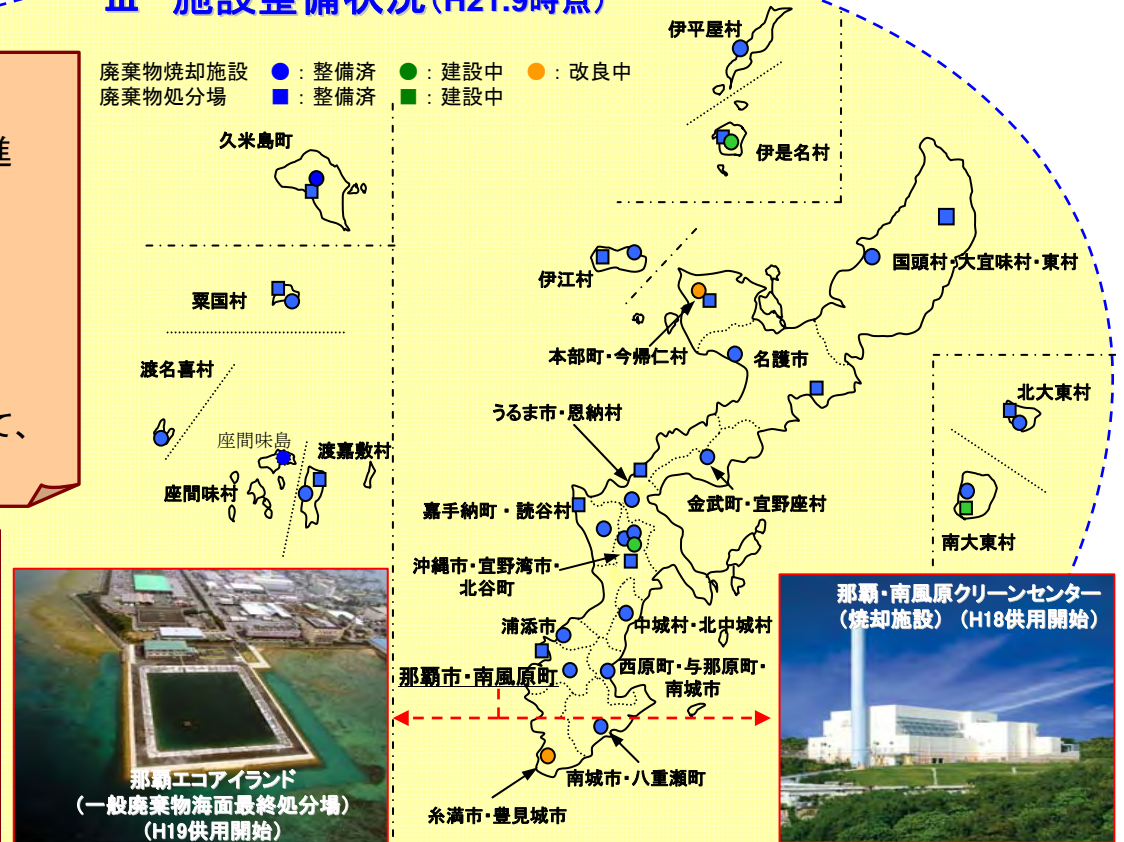 Ⅲ 施設整備状況(H21.9時点)
進
て、
廃棄物焼却施設 ●:整備済 ●:建設中 ●:改良中
廃棄物処分場 ■:整備済 ■:建設中
伊平屋村
伊是名村
久米島町
国頭村・大宜味村・東村
伊江村
粟国村
本部町・今帰仁村
名護市
渡名喜村
北大東村
うるま市・恩納村
座間味島
渡嘉敷村
座間味村
金武町・宜野座村
嘉手納町・読谷村
南大東村
沖縄市・宜野湾市・
北谷町
浦添市
中城村・北中城村
那覇市・南風原町
西原町・与那原町・
南城市
南城市・八重瀬町
糸満市・豊見城市
那覇エコアイランド
(一般廃棄物海面最終処分場)
(H19供用開始)
那覇・南風原クリーンセンター
(焼却施設) (H18供用開始)